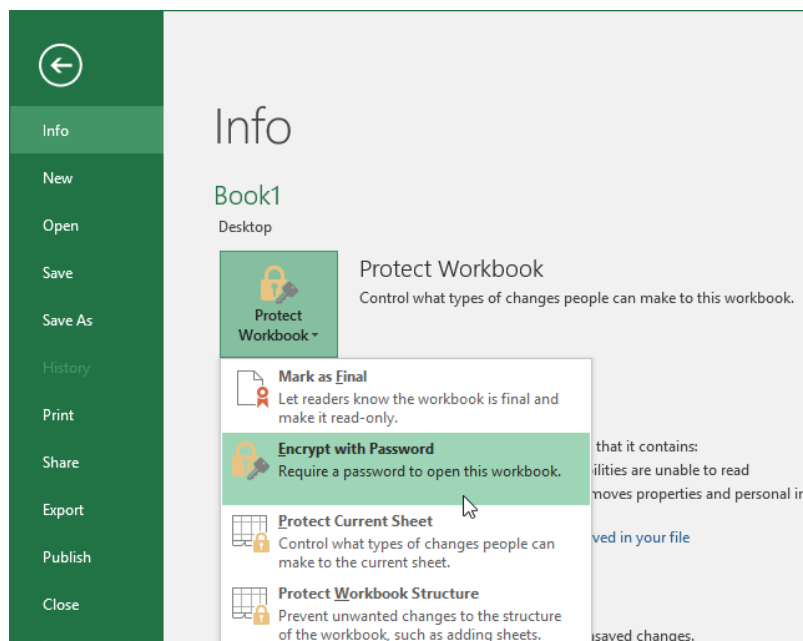 Info
New
Open
Save
Save As
History
Print
Share
Export
Publish
Close
Info
Book1
Desktop
Protect
Workbook
Protect Workbook
Control what types of changes people can make to this workbook.
Mark as Final
Let readers know the workbook is final and
make it read-only.
Encrypt with Password
Require a password to open this workbook.
Protect Current Sheet
Control what types of changes people can
make to the current sheet.
Protect Workbook Structure
Prevent unwanted changes to the structure
of the workbook, such as adding sheets.
that it contains:
ilities are unable to read
moves properties and personal in
ved in your file
nsaved changes.